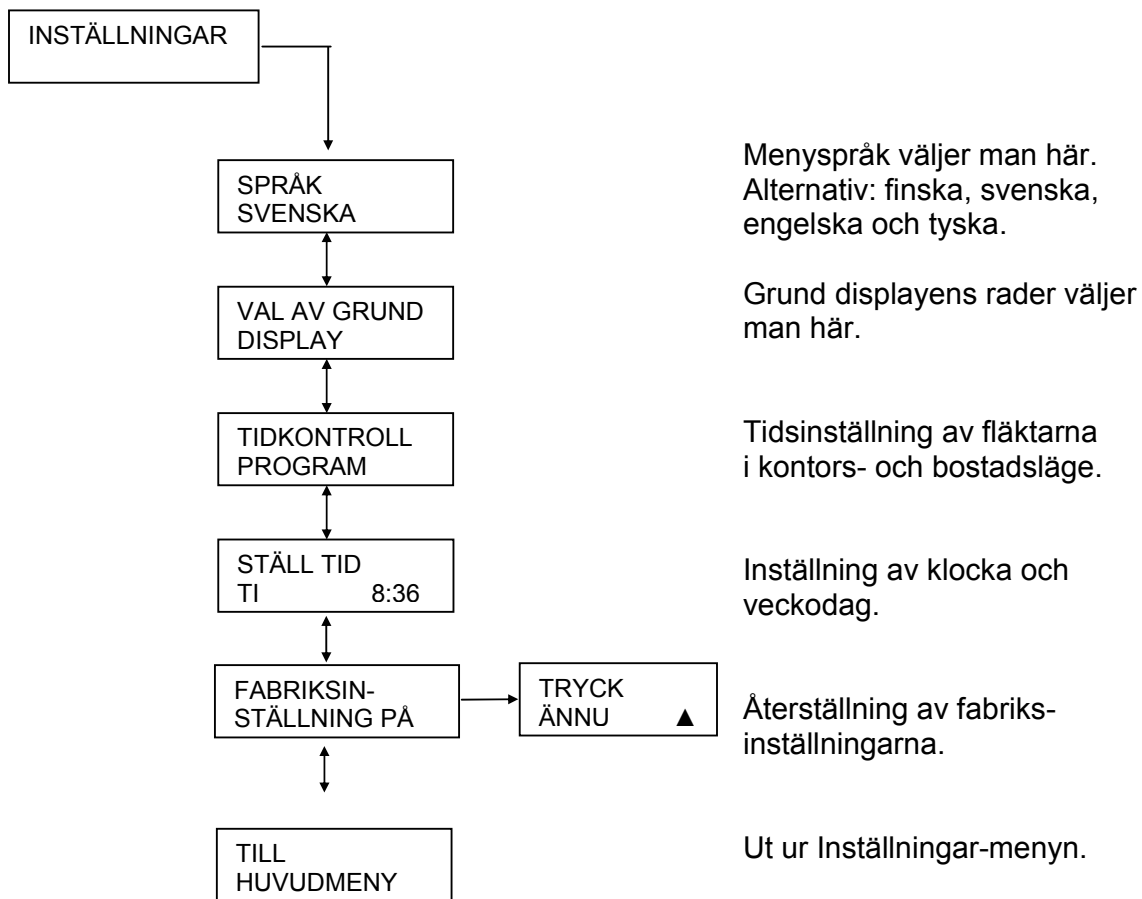 INSTÄLLNINGAR
SPRÅK
SVENSKA
Menyspråk väljer man här.
Alternativ: finska, svenska,
engelska och tyska.
VAL AV GRUND
DISPLAY
Grund displayens rader väljer
man här.
TIDKONTROLL
PROGRAM
Tidsinställning av fläktarna
i kontors- och bostadsläge.
STÄLL TID
TI 8:36
Inställning av klocka och
veckodag.
FABRIKSIN-
STÄLLNING PÅ
TRYCK
ÄNNU ▲
Återställning av fabriks-
inställningarna.
TILL
HUVUDMENY
Ut ur Inställningar-menyn.